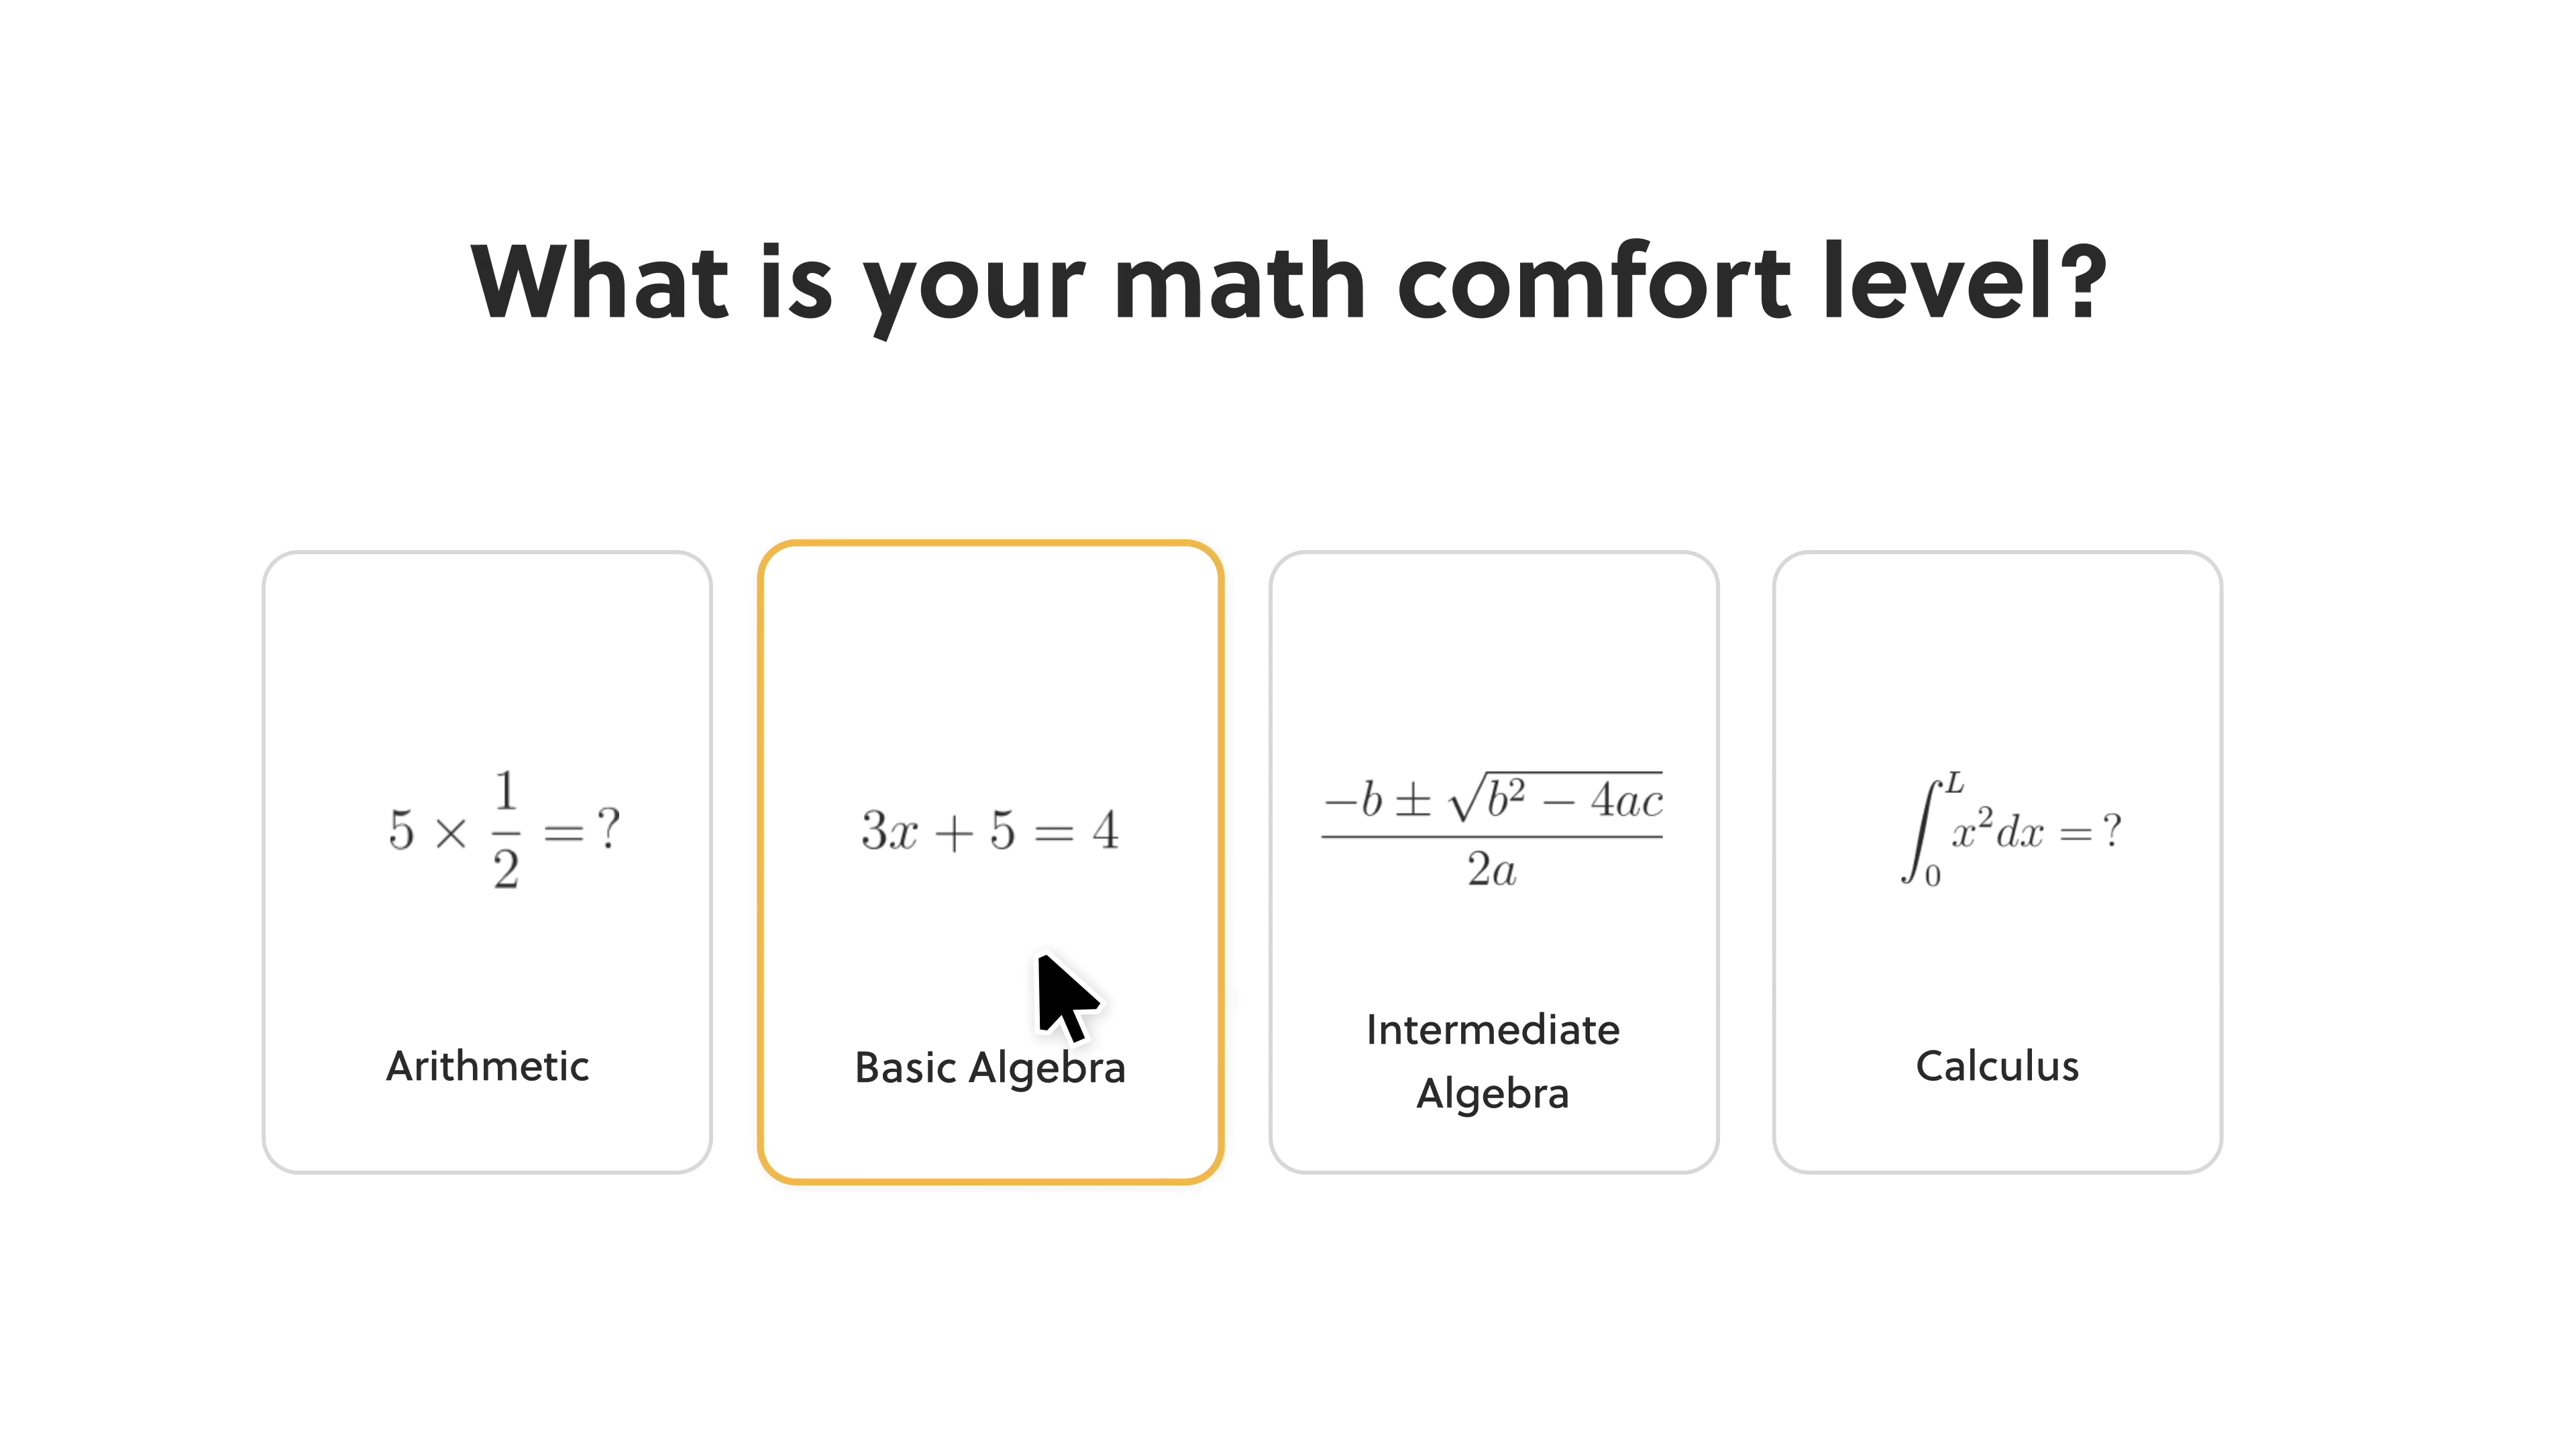 What is your math comfort level?
5 × 1/2 = ?
Arithmetic
3x + 5 = 4
Basic Algebra
(−b ± √(b² − 4ac))/(2a)
Intermediate
Algebra
∫₀ᴸ x²dx = ?
Calculus